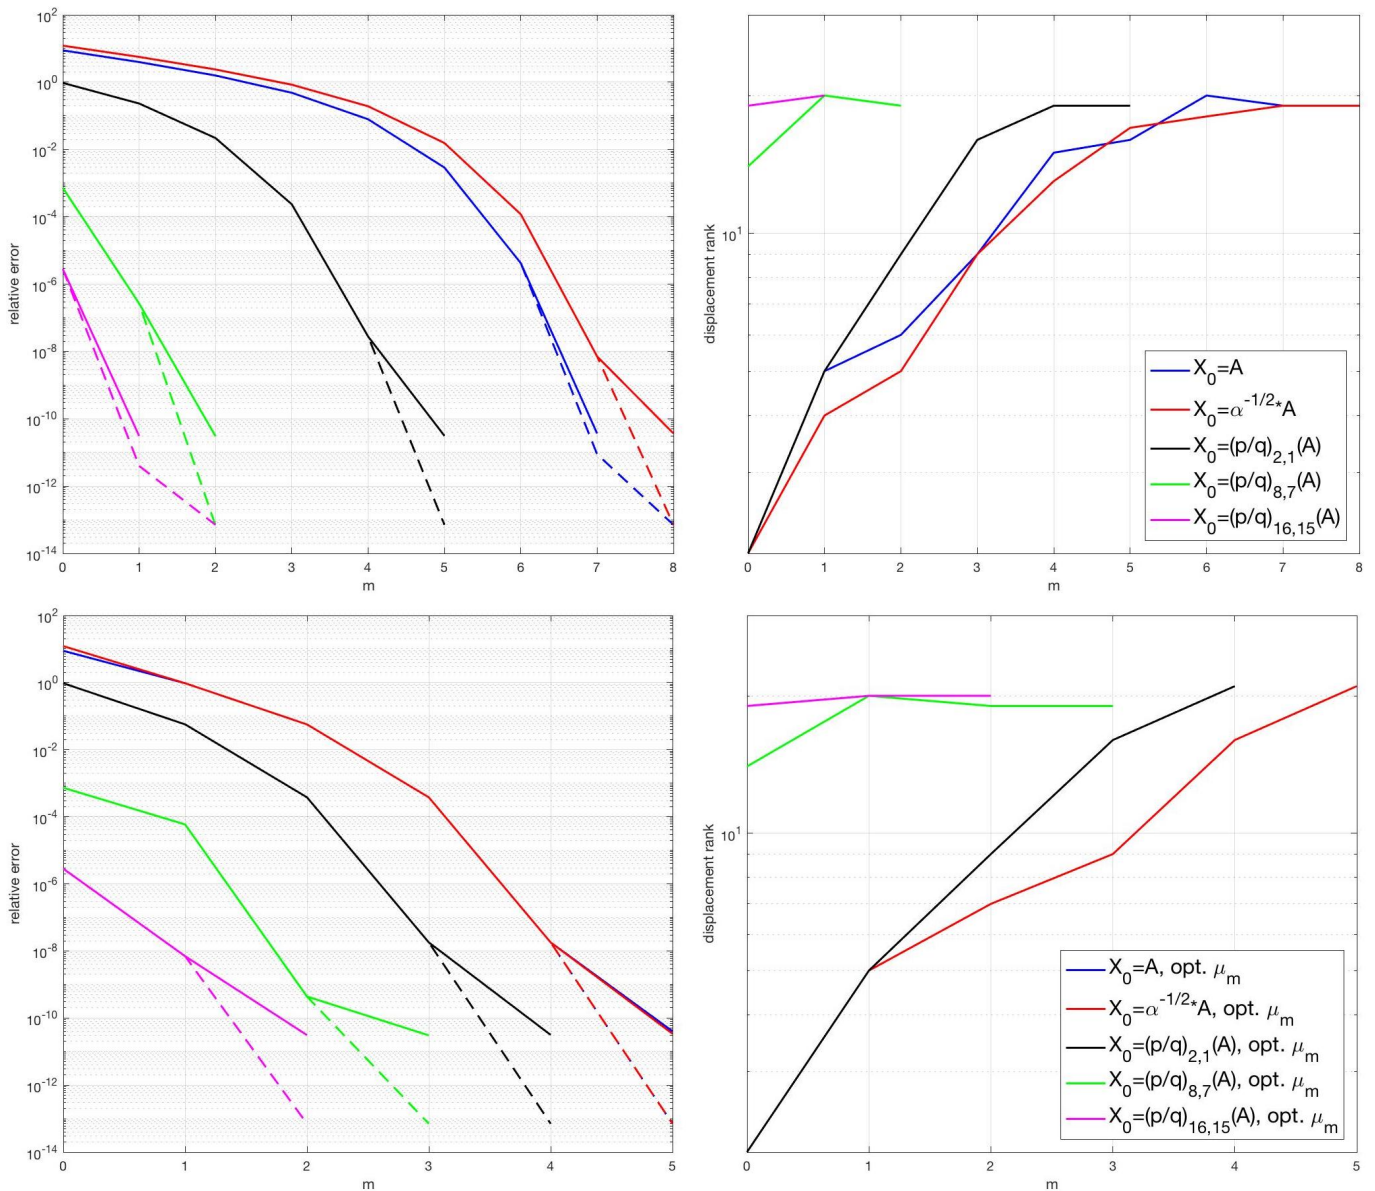 10^2
10^0
10^-2
10^-4
10^-6
10^-8
10^-10
10^-12
10^-14
relative error
0 1 2 3 4 5 6 7 8
m
10^1
displacement rank
X_0=A
X_0=α^-1/2*A
X_0=(p/q)_2,1(A)
X_0=(p/q)_8,7(A)
X_0=(p/q)_16,15(A)
0 1 2 3 4 5 6 7 8
m
10^2
10^0
10^-2
10^-4
10^-6
10^-8
10^-10
10^-12
10^-14
relative error
0 1 2 3 4 5
m
10^1
displacement rank
X_0=A, opt. μ_m
X_0=α^-1/2*A, opt. μ_m
X_0=(p/q)_2,1(A), opt. μ_m
X_0=(p/q)_8,7(A), opt. μ_m
X_0=(p/q)_16,15(A), opt. μ_m
0 1 2 3 4 5
m